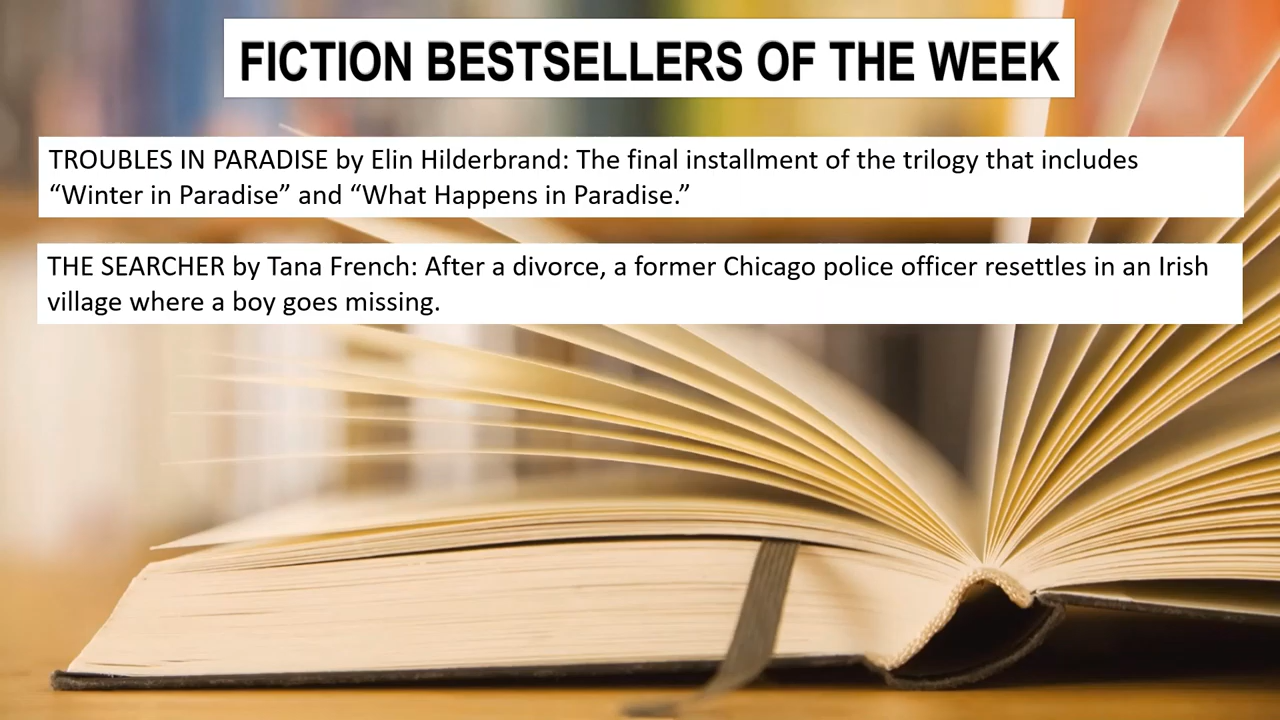 FICTION BESTSELLERS OF THE WEEK
TROUBLES IN PARADISE by Elin Hilderbrand: The final installment of the trilogy that includes
“Winter in Paradise” and “What Happens in Paradise.”
THE SEARCHER by Tana French: After a divorce, a former Chicago police officer resettles in an Irish
village where a boy goes missing.